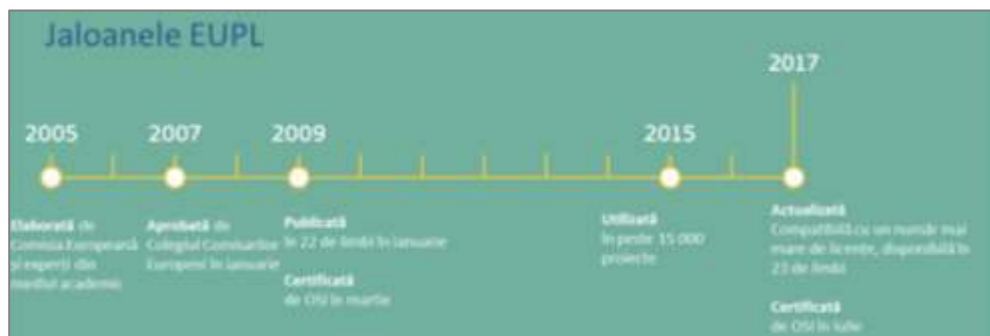 Jaloanele EUPL
2005
2007
2009
2015
2017
Elaborată de
Comisia Europeană
și experți din
mediul academic
Aprobată de
Colegiul Comisarilor
Europeni în ianuarie
Publicată
în 22 de limbi în ianuarie
Certificată
de OSI în martie
Utilizată
în peste 15 000
proiecte
Actualizată
Compatibilă cu un număr mai
mare de licențe, disponibilă în
23 de limbi
Certificată
de OSI în iulie